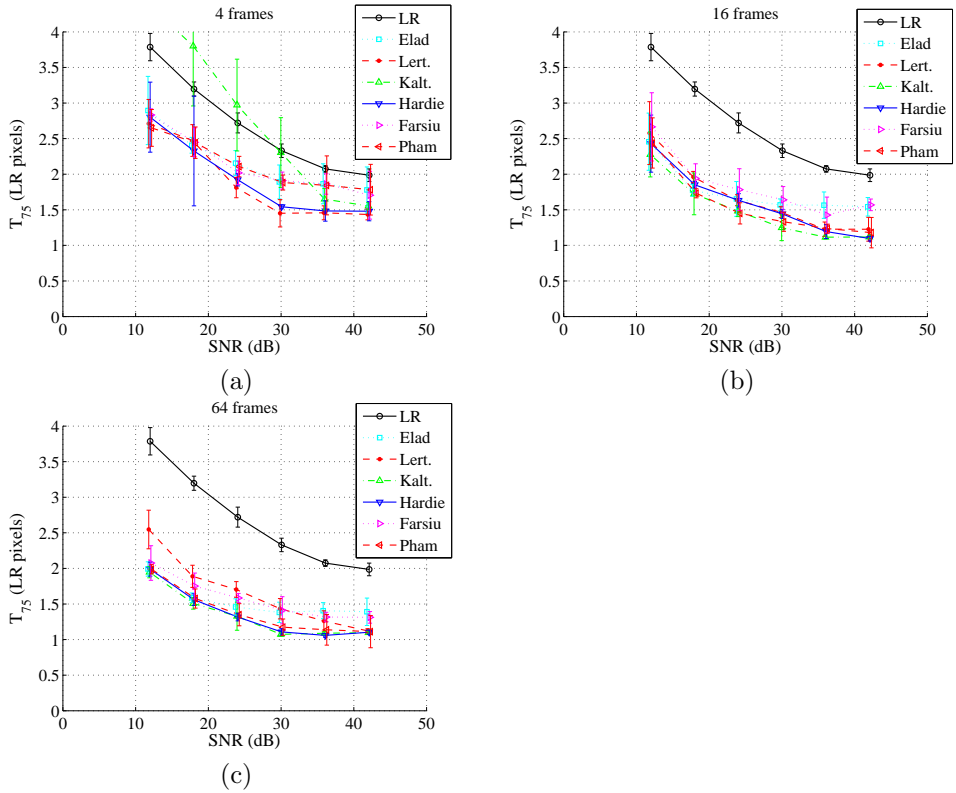 4 frames
T75 (LR pixels)
4
3.5
3
2.5
2
1.5
1
0.5
0
0 10 20 30 40 50
SNR (dB)
LR
Elad
Lert.
Kalt.
Hardie
Farsiu
Pham
(a)
16 frames
T75 (LR pixels)
4
3.5
3
2.5
2
1.5
1
0.5
0
0 10 20 30 40 50
SNR (dB)
LR
Elad
Lert.
Kalt.
Hardie
Farsiu
Pham
(b)
64 frames
T75 (LR pixels)
4
3.5
3
2.5
2
1.5
1
0.5
0
0 10 20 30 40 50
SNR (dB)
LR
Elad
Lert.
Kalt.
Hardie
Farsiu
Pham
(c)